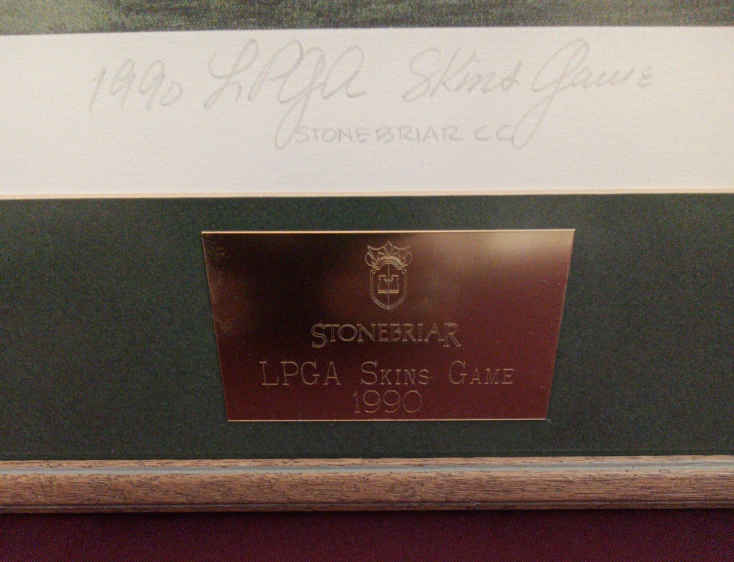 1990 LPGA Skins Game
STONEBRIAR CC
STONEBRIAR
LPGA SKINS GAME
1990